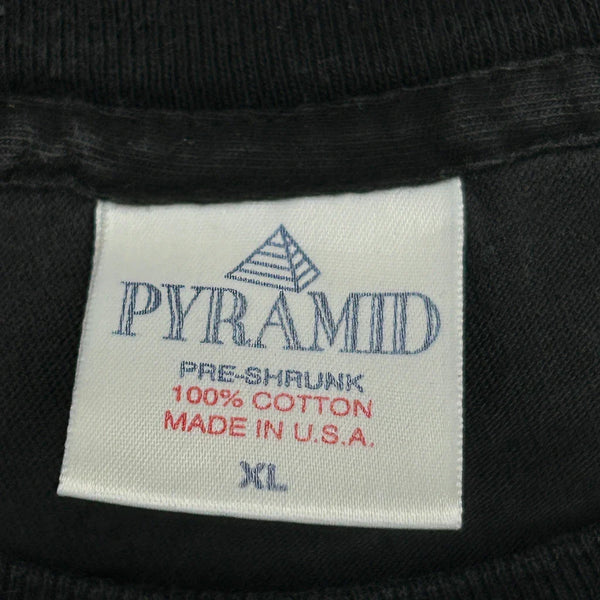 PYRAMID
PRE-SHRUNK
100% COTTON
MADE IN U.S.A.
XL